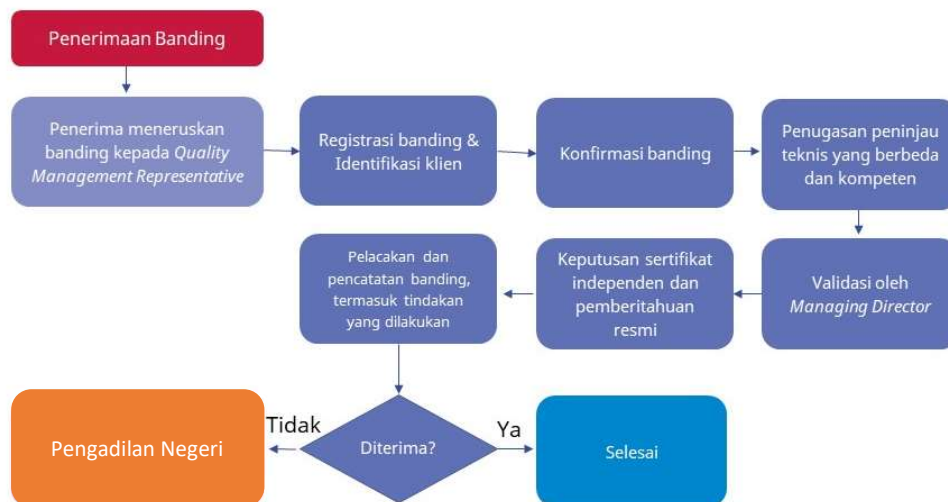 Penerimaan Banding
Penerima meneruskan
banding kepada Quality
Management Representative
Registrasi banding &
Identifikasi klien
Konfirmasi banding
Penugasan peninjau
teknis yang berbeda
dan kompeten
Validasi oleh
Managing Director
Keputusan sertifikat
independen dan
pemberitahuan
resmi
Pelacakan dan
pencatatan banding,
termasuk tindakan
yang dilakukan
Diterima?
Tidak
Pengadilan Negeri
Ya
Selesai